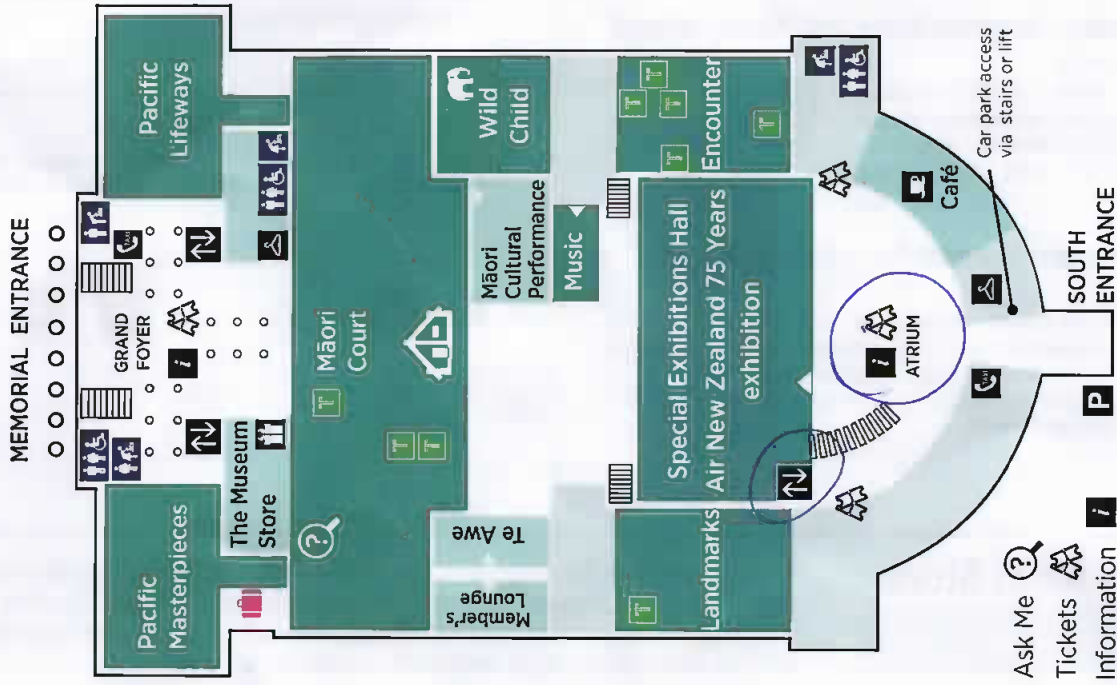 MEMORIAL ENTRANCE
Pacific
Masterpieces
GRAND
FOYER
i
TAXI
Pacific
Lifeways
The Museum
Store
?
Māori
Court
Member's
Lounge
Te Awe
Māori
Cultural
Performance
Wild
Child
Music
Landmarks
Special Exhibitions Hall
Air New Zealand 75 Years
exhibition
Encounter
i
ATRIUM
TAXI
Café
Car park access
via stairs or lift
SOUTH
ENTRANCE
P
Ask Me ?
Tickets
Information i